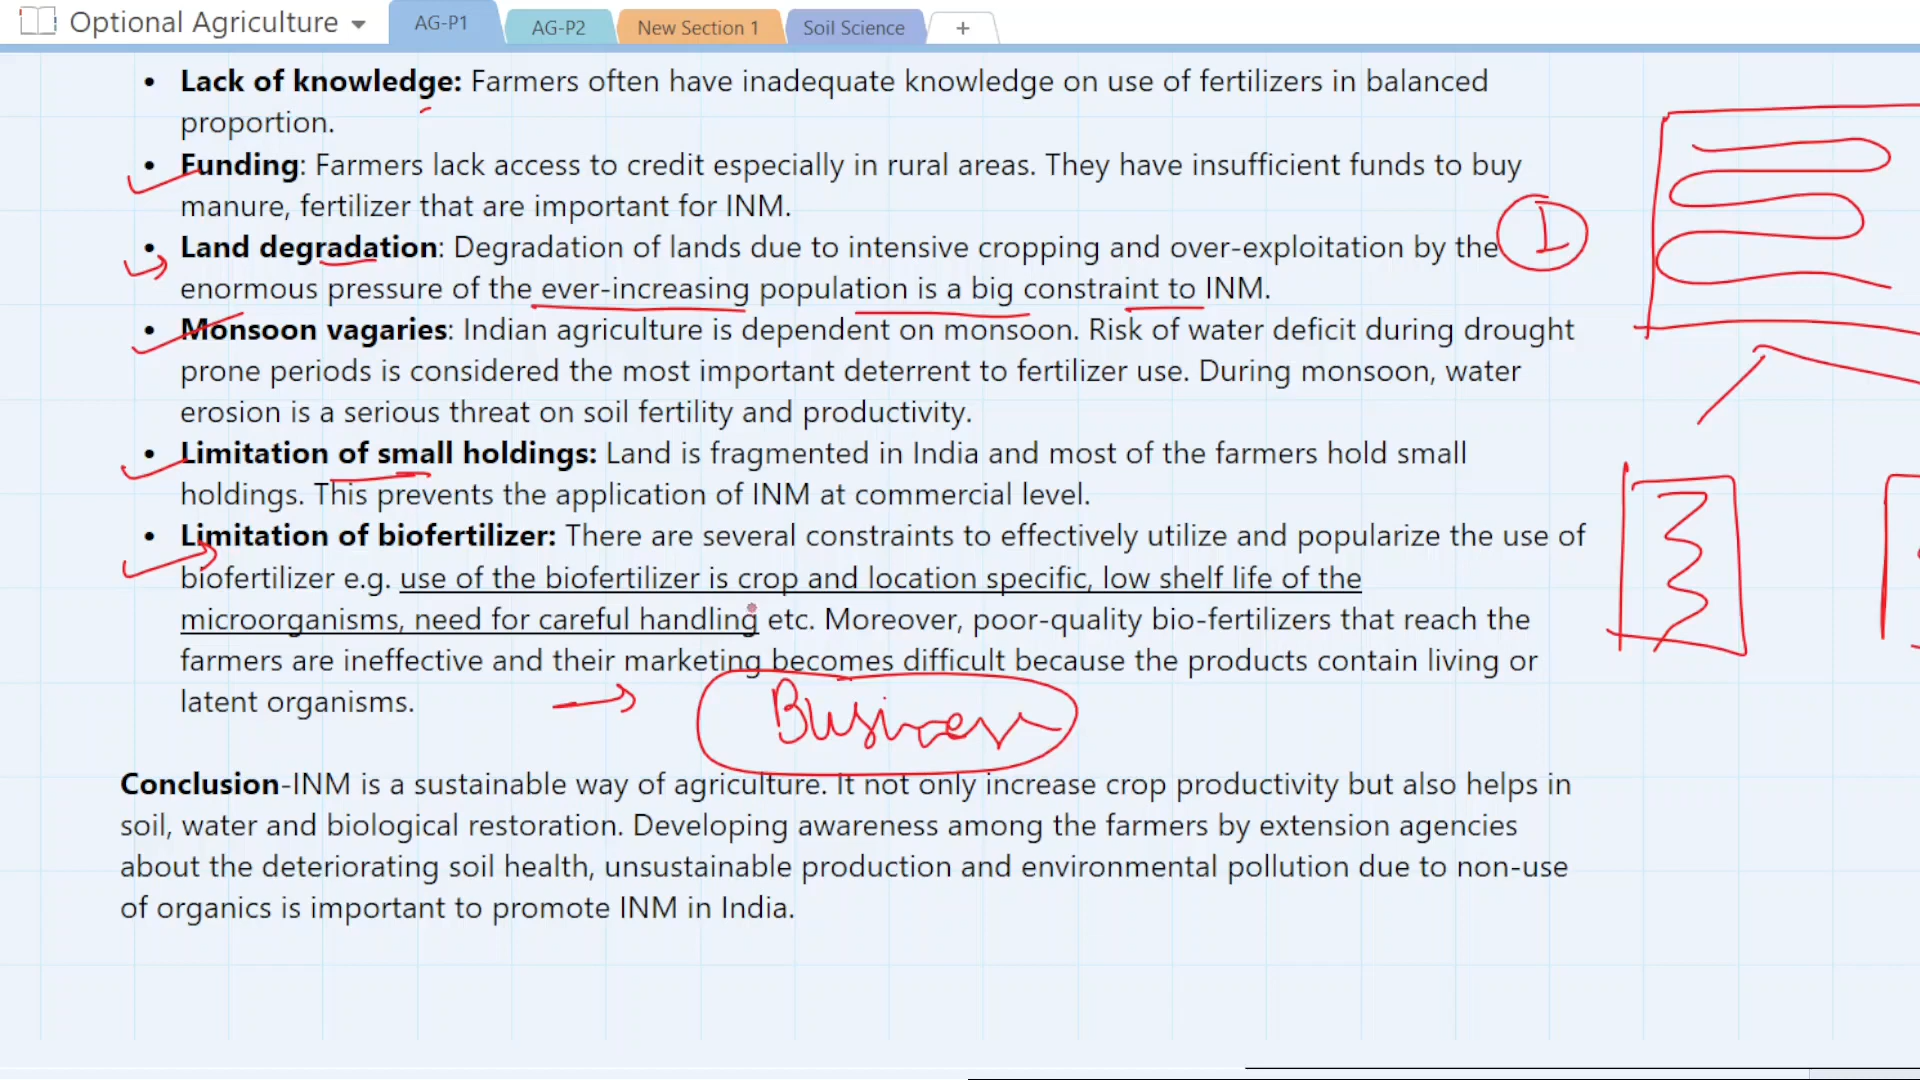 Optional Agriculture
AG-P1
AG-P2
New Section 1
Soil Science
+
• Lack of knowledge: Farmers often have inadequate knowledge on use of fertilizers in balanced
proportion.
• Funding: Farmers lack access to credit especially in rural areas. They have insufficient funds to buy
manure, fertilizer that are important for INM.
• Land degradation: Degradation of lands due to intensive cropping and over-exploitation by the
I
enormous pressure of the ever-increasing population is a big constraint to INM.
• Monsoon vagaries: Indian agriculture is dependent on monsoon. Risk of water deficit during drought
prone periods is considered the most important deterrent to fertilizer use. During monsoon, water
erosion is a serious threat on soil fertility and productivity.
• Limitation of small holdings: Land is fragmented in India and most of the farmers hold small
holdings. This prevents the application of INM at commercial level.
• Limitation of biofertilizer: There are several constraints to effectively utilize and popularize the use of
biofertilizer e.g. use of the biofertilizer is crop and location specific, low shelf life of the
microorganisms, need for careful handling etc. Moreover, poor-quality bio-fertilizers that reach the
farmers are ineffective and their marketing becomes difficult because the products contain living or
latent organisms.
Business
Conclusion-INM is a sustainable way of agriculture. It not only increase crop productivity but also helps in
soil, water and biological restoration. Developing awareness among the farmers by extension agencies
about the deteriorating soil health, unsustainable production and environmental pollution due to non-use
of organics is important to promote INM in India.